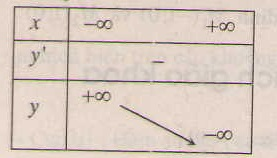 x −∞ +∞
y' −
y +∞
−∞